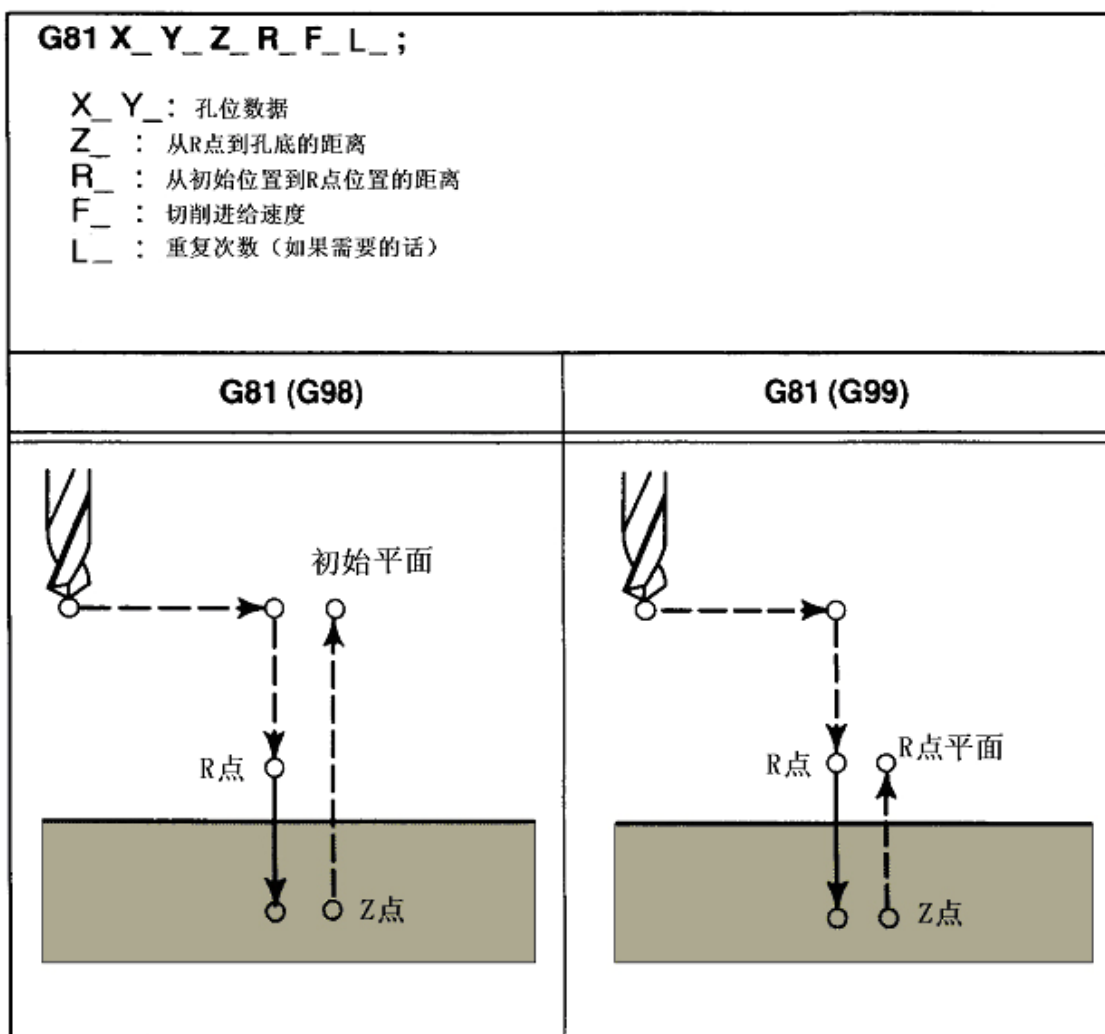 G81 X_ Y_ Z_ R_ F_ L_ ;
X_ Y_: 孔位数据
Z_ : 从R点到孔底的距离
R_ : 从初始位置到R点位置的距离
F_ : 切削进给速度
L_ : 重复次数（如果需要的话）
G81 (G98)
G81 (G99)
初始平面
R点
Z点
R点
R点平面
Z点